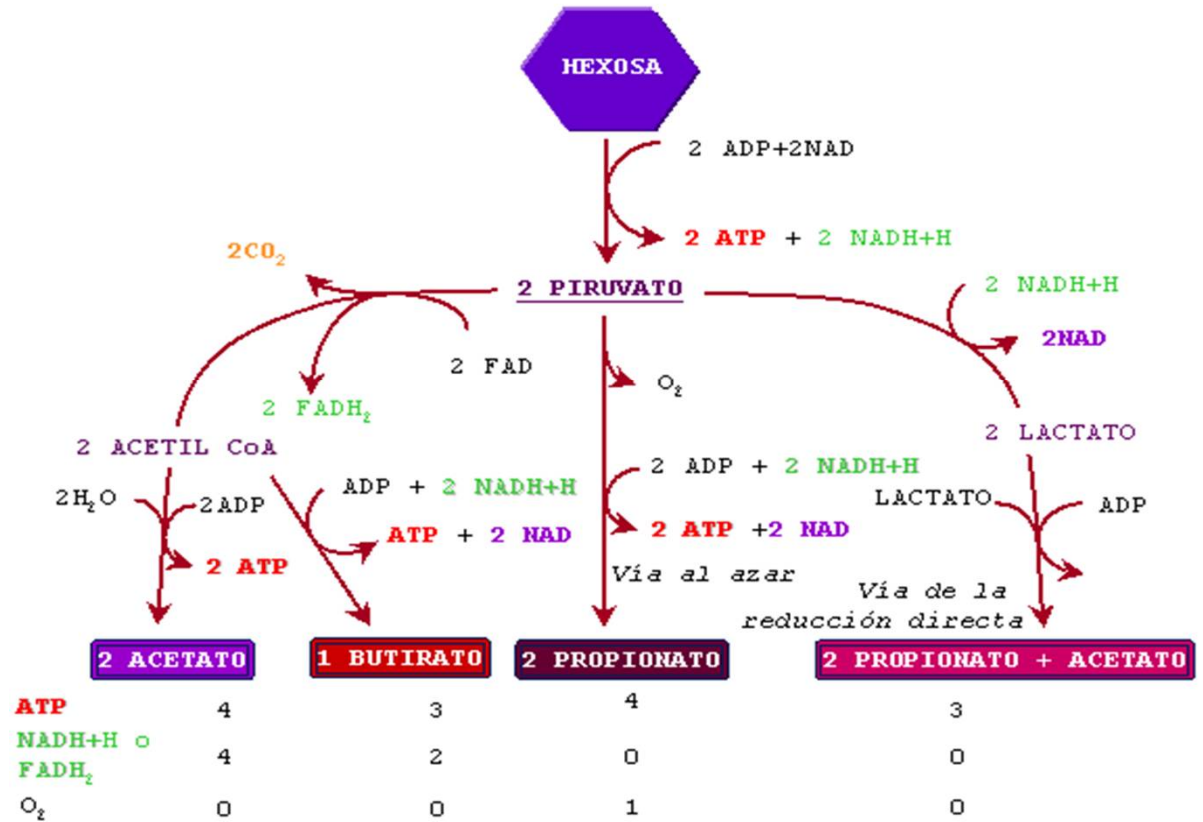 HEXOSA
2 ADP+2NAD
2 ATP + 2 NADH+H
2CO₂
2 PIRUVATO
2 NADH+H
2NAD
2 FAD
O₂
2 FADH₂
2 ACETIL CoA
2 LACTATO
2H₂O
2ADP
ADP + 2 NADH+H
2 ADP + 2 NADH+H
LACTATO
ADP
2 ATP
ATP + 2 NAD
2 ATP +2 NAD
Vía al azar
Vía de la
reducción directa
2 ACETATO
1 BUTIRATO
2 PROPIONATO
2 PROPIONATO + ACETATO
ATP 4 3 4 3
NADH+H o
FADH₂ 4 2 0 0
O₂ 0 0 1 0